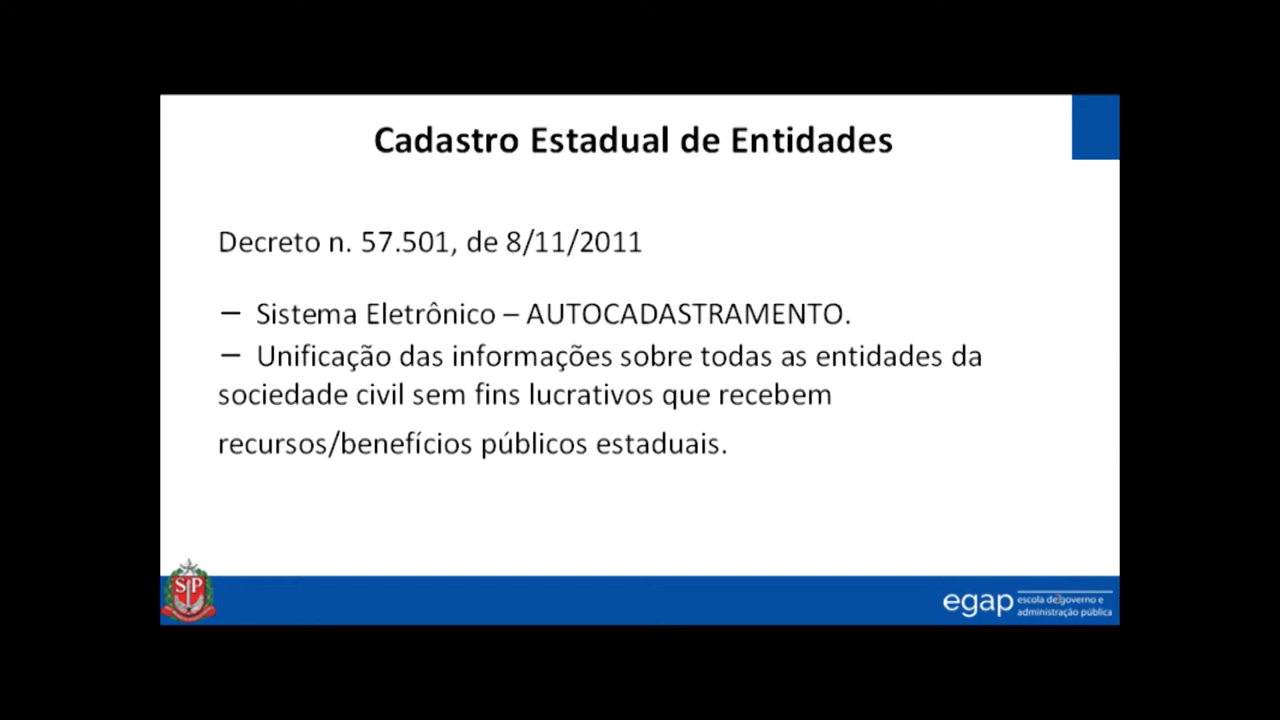 Cadastro Estadual de Entidades
Decreto n. 57.501, de 8/11/2011
– Sistema Eletrônico – AUTOCADASTRAMENTO.
– Unificação das informações sobre todas as entidades da
sociedade civil sem fins lucrativos que recebem
recursos/benefícios públicos estaduais.
SP
egap
escola de governo e
administração pública